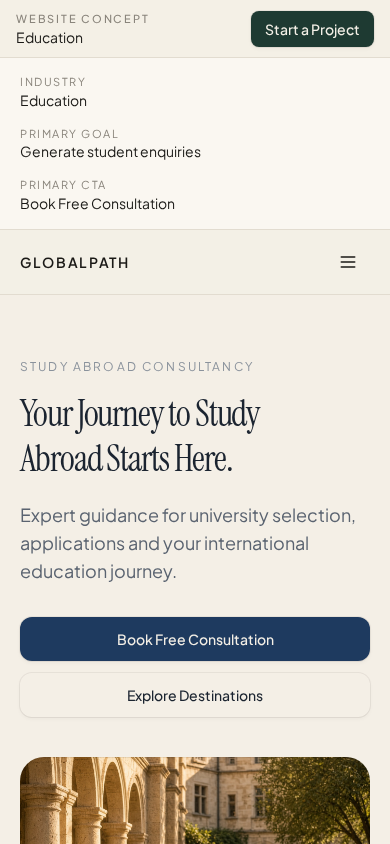 WEBSITE CONCEPT
Education
Start a Project
INDUSTRY
Education
PRIMARY GOAL
Generate student enquiries
PRIMARY CTA
Book Free Consultation
GLOBALPATH
STUDY ABROAD CONSULTANCY
Your Journey to Study
Abroad Starts Here.
Expert guidance for university selection,
applications and your international
education journey.
Book Free Consultation
Explore Destinations